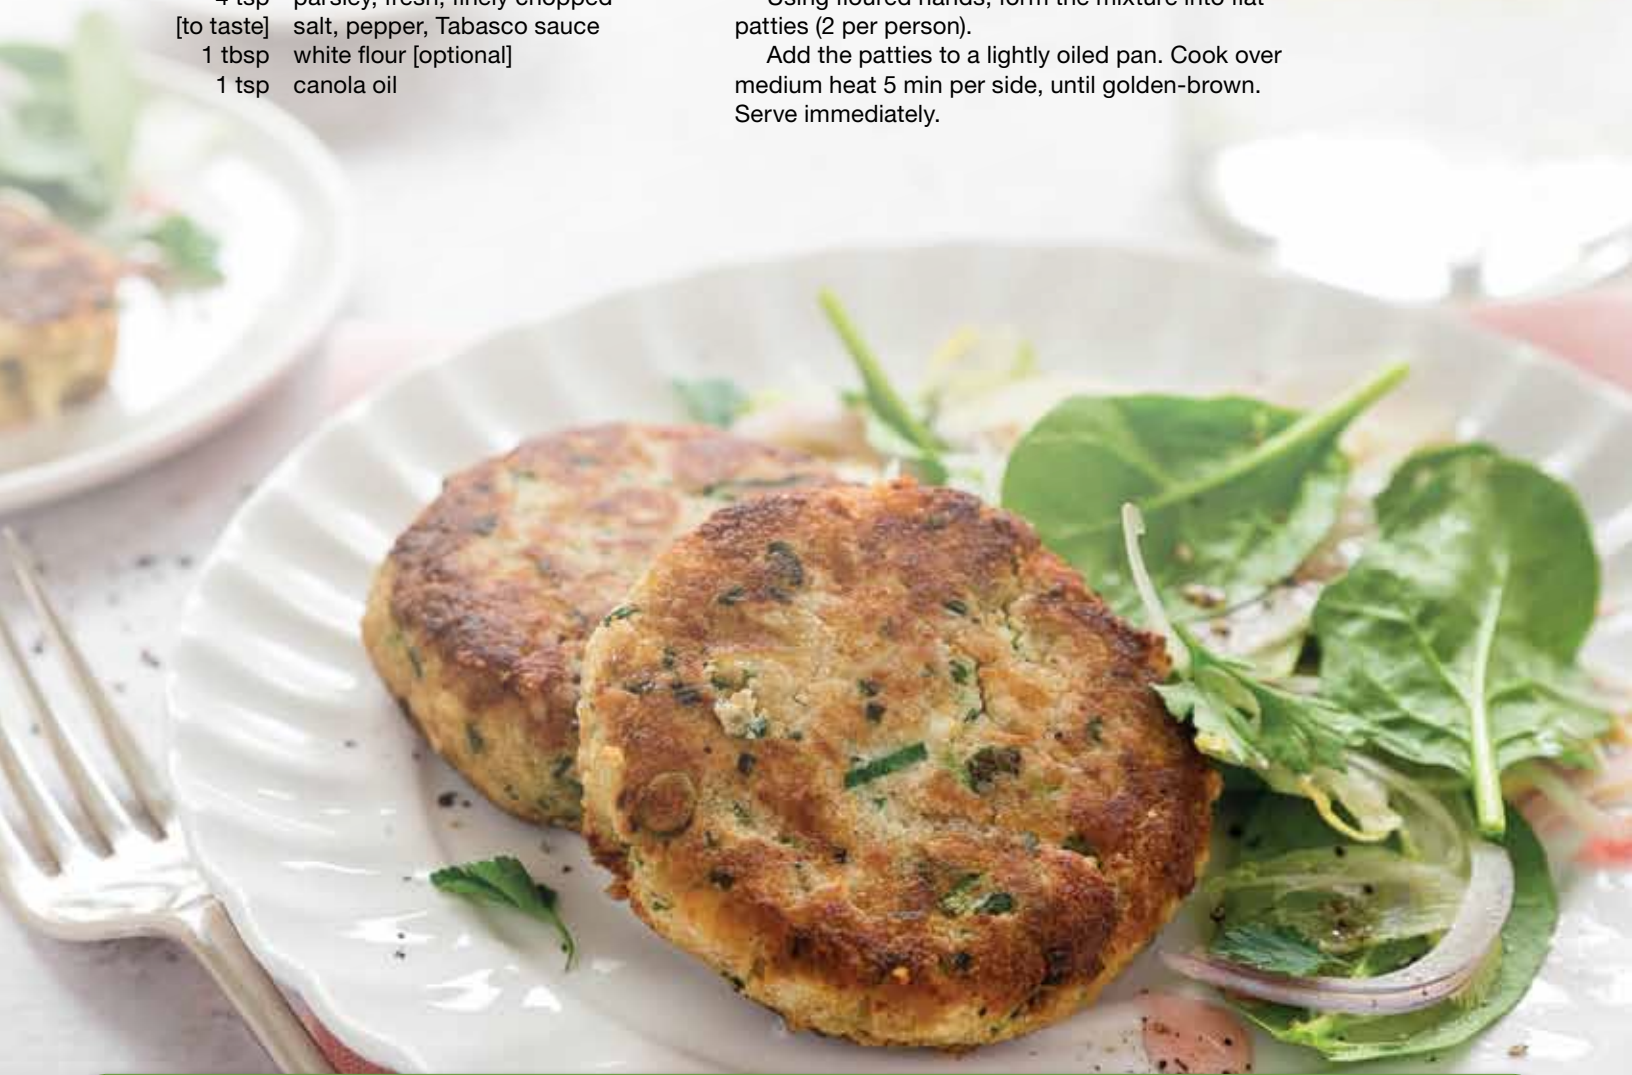 4 tsp parsley, fresh, finely chopped
[to taste] salt, pepper, Tabasco sauce
1 tbsp white flour [optional]
1 tsp canola oil
Using floured hands, form the mixture into flat
patties (2 per person).
Add the patties to a lightly oiled pan. Cook over
medium heat 5 min per side, until golden-brown.
Serve immediately.